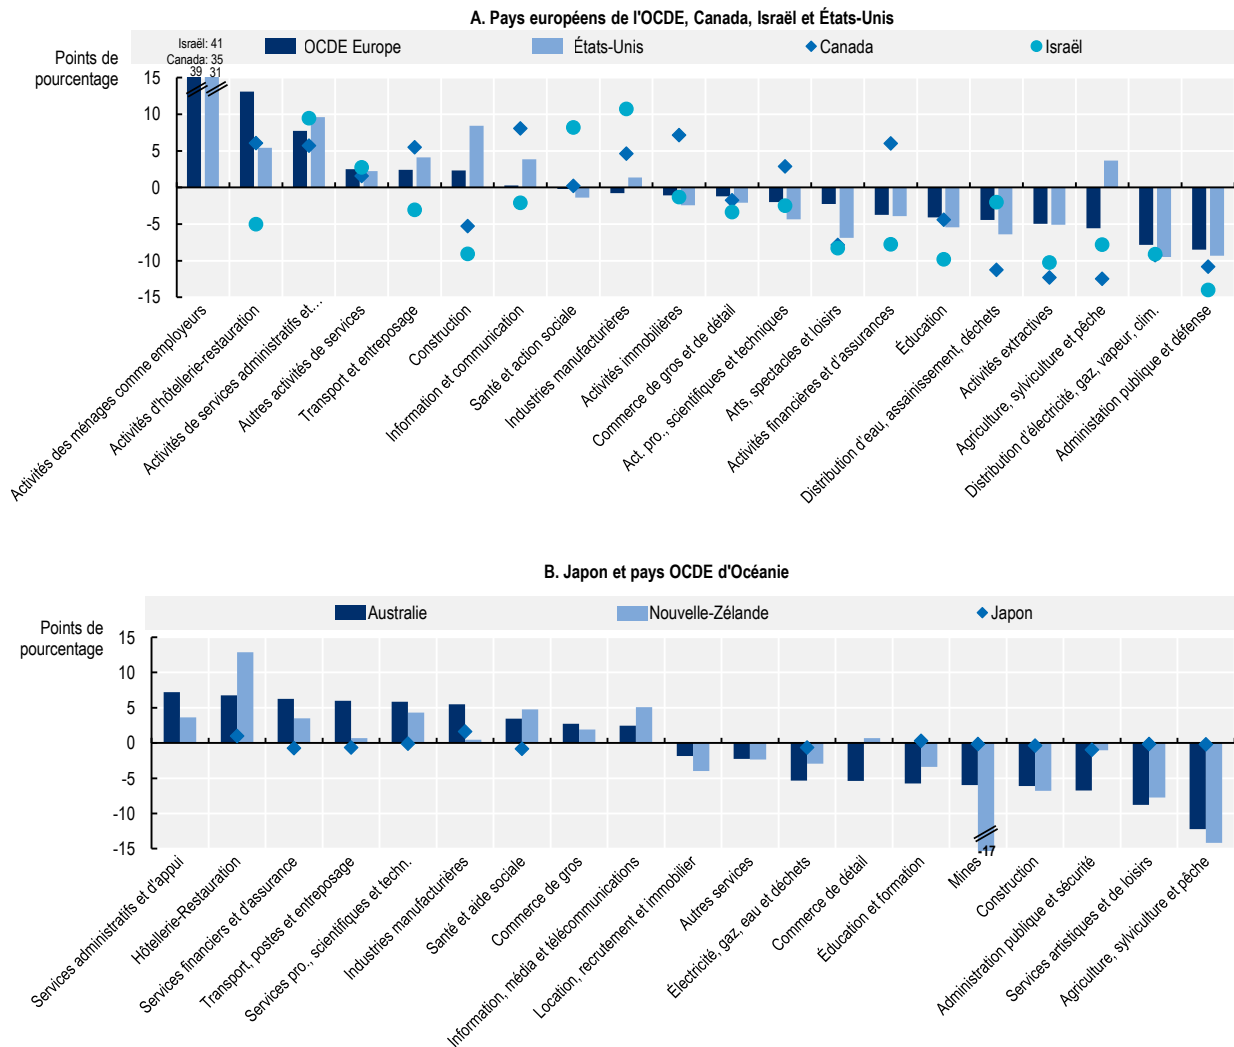 A. Pays européens de l'OCDE, Canada, Israël et États-Unis
OCDE Europe
États-Unis
Canada
Israël
Points de
pourcentage
Israël: 41
Canada: 35
39
31
15
10
5
0
-5
-10
-15
Activités des ménages comme employeurs
Activités d'hôtellerie-restauration
Activités de services administratifs et...
Autres activités de services
Transport et entreposage
Construction
Information et communication
Santé et action sociale
Industries manufacturières
Activités immobilières
Commerce de gros et de détail
Act. pro., scientifiques et techniques
Arts, spectacles et loisirs
Activités financières et d'assurances
Éducation
Distribution d'eau, assainissement, déchets
Activités extractives
Agriculture, sylviculture et pêche
Distribution d'électricité, gaz, vapeur, clim.
Administration publique et défense
B. Japon et pays OCDE d'Océanie
Australie
Nouvelle-Zélande
Japon
Points de
pourcentage
15
10
5
0
-5
-10
-15
-17
Services administratifs et d'appui
Hôtellerie-Restauration
Services financiers et d'assurance
Transport, postes et entreposage
Services pro., scientifiques et techn.
Industries manufacturières
Santé et aide sociale
Commerce de gros
Information, média et télécommunications
Location, recrutement et immobilier
Autres services
Électricité, gaz, eau et déchets
Commerce de détail
Éducation et formation
Mines
Construction
Administration publique et sécurité
Services artistiques et de loisirs
Agriculture, sylviculture et pêche